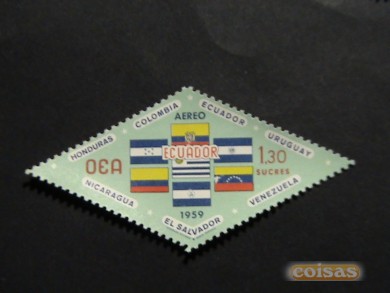 AEREO
HONDURAS
COLOMBIA
ECUADOR
URUGUAY
OEA
ECUADOR
1,30
SUCRES
NICARAGUA
EL SALVADOR
VENEZUELA
1959
coisas